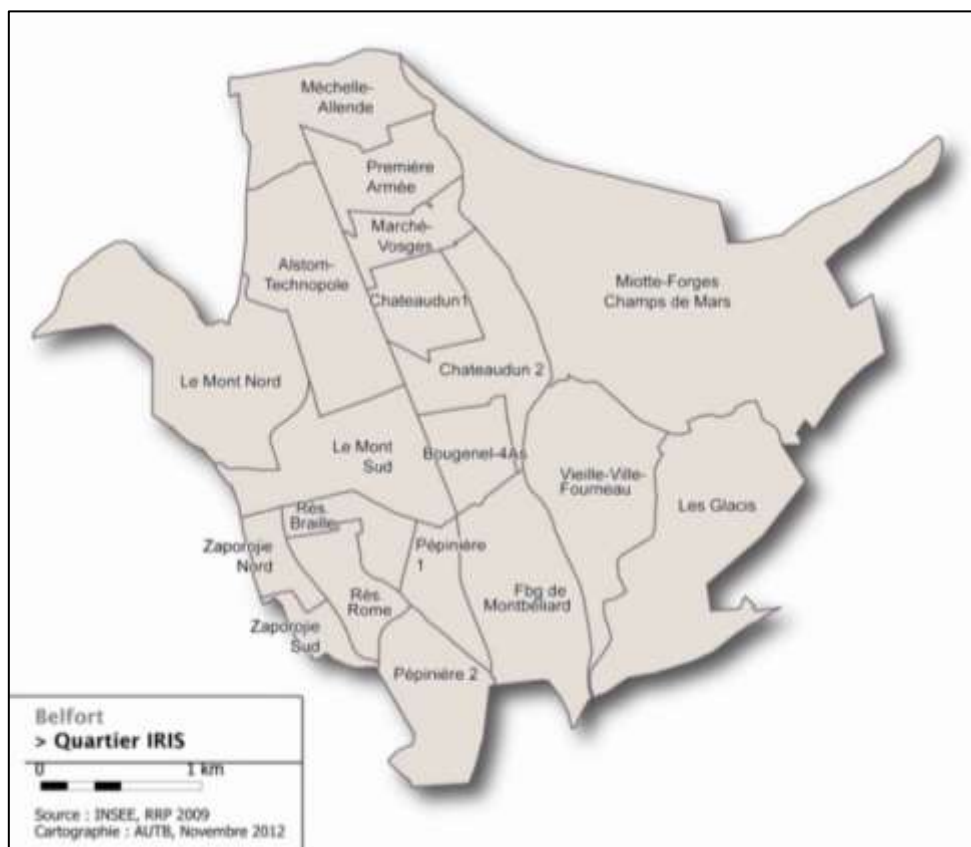 Méchelle-
Allende
Première
Armée
Marché-
Vosges
Alstom-
Technopole
Chateaudun1
Miotte-Forges
Champs de Mars
Chateaudun 2
Le Mont Nord
Le Mont
Sud
Bougenel-4As
Vieille-Ville-
Fourneau
Les Glacis
Rés.
Braille
Zaporojie
Nord
Pépinière
1
Rés.
Rome
Fbg de
Montbéliard
Zaporojie
Sud
Pépinière 2
Belfort
> Quartier IRIS
0 1 km
Source : INSEE, RRP 2009
Cartographie : AUTB, Novembre 2012